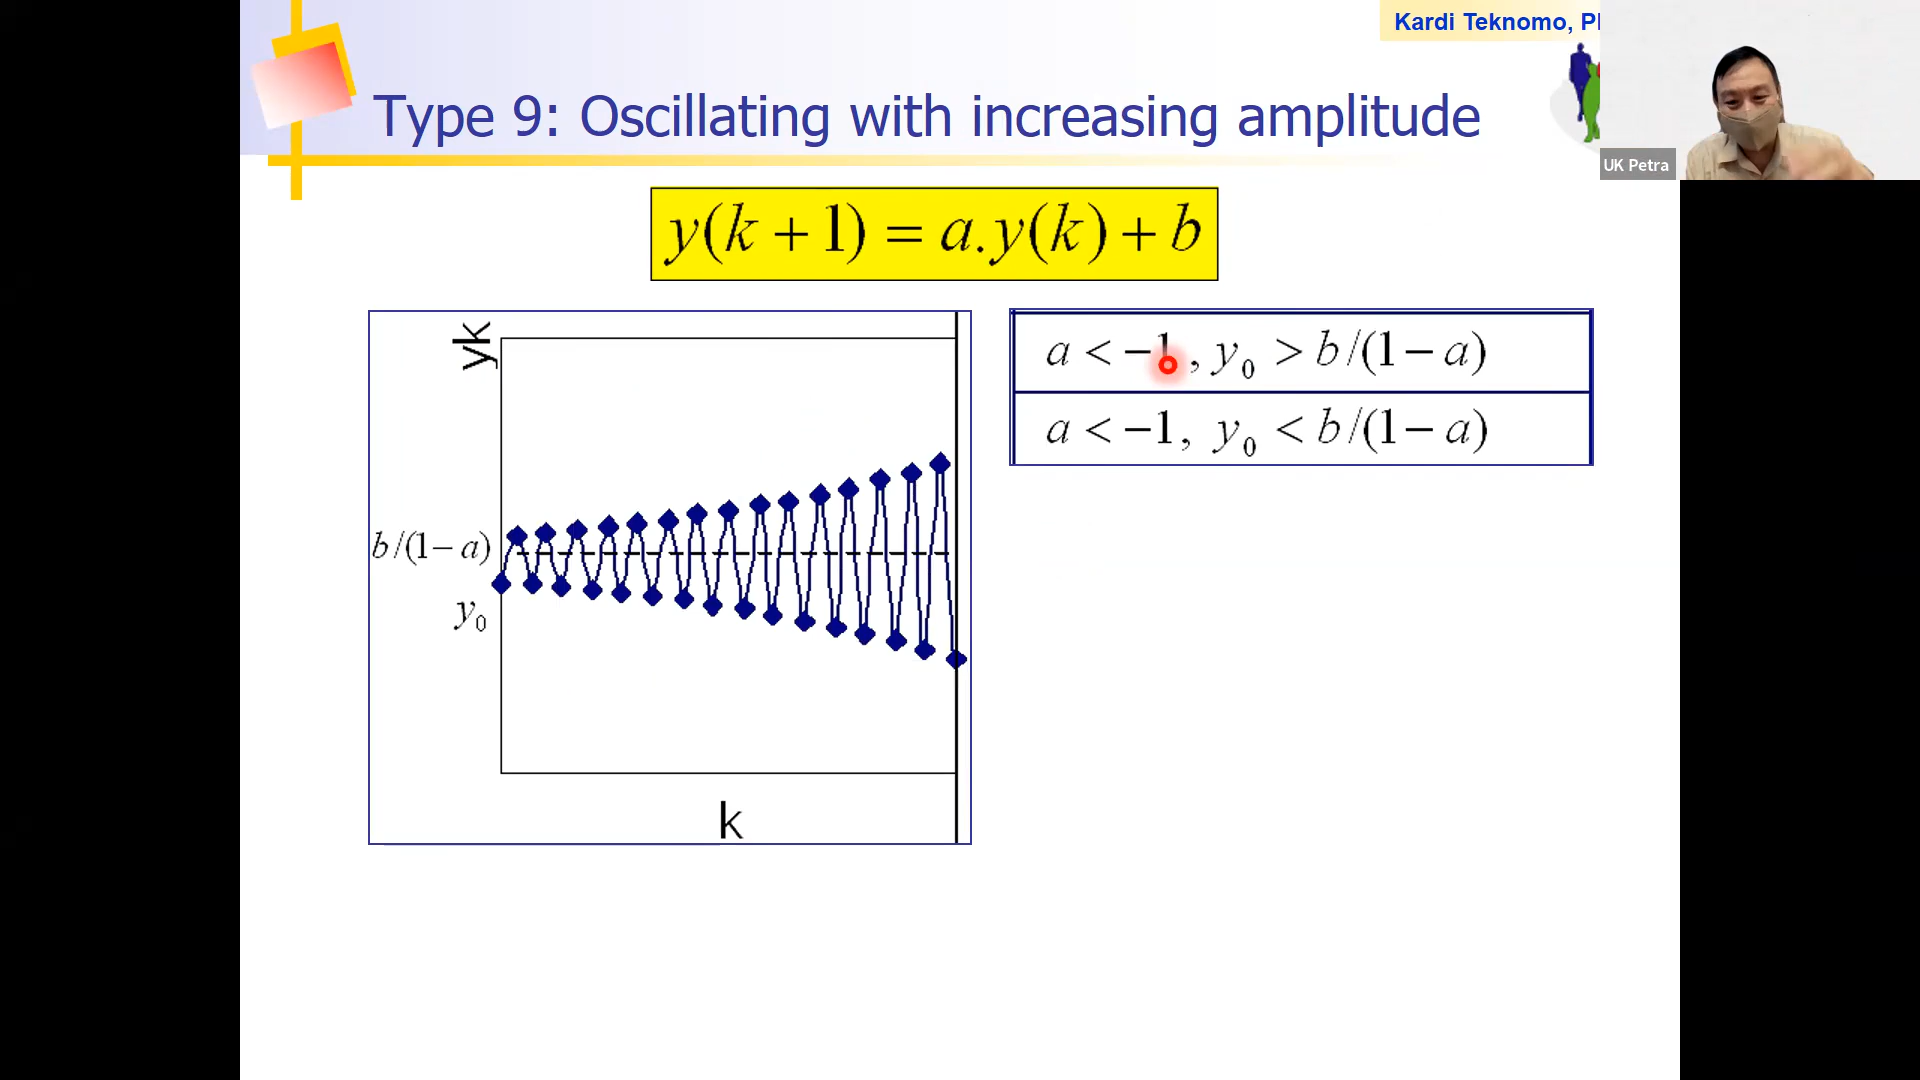 Kardi Teknomo, P
Type 9: Oscillating with increasing amplitude
UK Petra
y(k + 1) = a.y(k) + b
yk
b/(1 − a)
y₀
k
a < −1, y₀ > b/(1 − a)
a < −1, y₀ < b/(1 − a)